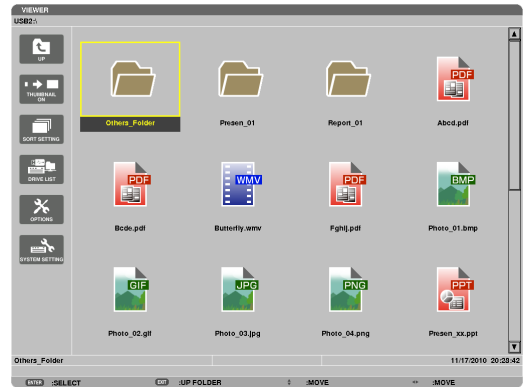 VIEWER
USB2:\
UP
THUMBNAIL
ON
SORT SETTING
DRIVE LIST
OPTIONS
SYSTEM SETTING
Others_Folder
Presen_01
Report_01
PDF
Abcd.pdf
PDF
Bcde.pdf
WMV
Butterlly.wmv
PDF
Fghlj.pdf
BMP
Photo_01.bmp
GIF
Photo_02.gif
JPG
Photo_03.jpg
PNG
Photo_04.png
PPT
Presen_xx.ppt
Others_Folder
11/17/2010 20:28:42
ENTER :SELECT EXIT :UP FOLDER :MOVE :MOVE